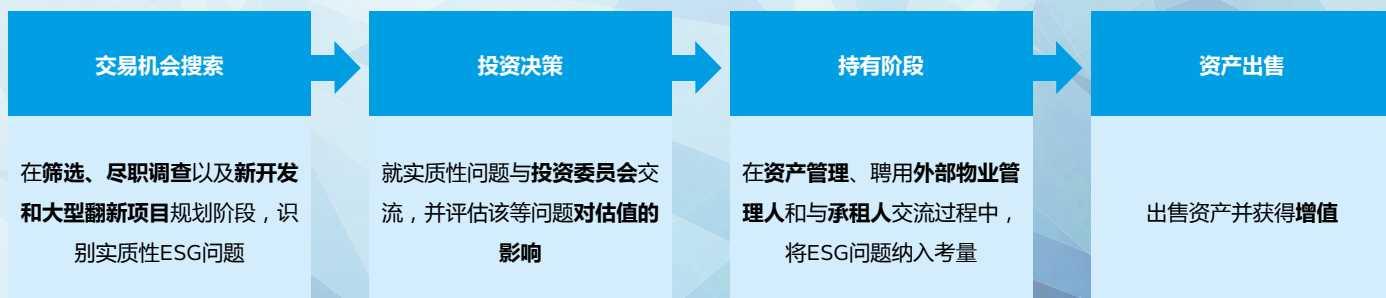 交易机会搜索
在筛选、尽职调查以及新开发
和大型翻新项目规划阶段，识
别实质性ESG问题
投资决策
就实质性问题与投资委员会交
流，并评估该等问题对估值的
影响
持有阶段
在资产管理、聘用外部物业管
理人和与承租人交流过程中，
将ESG问题纳入考量
资产出售
出售资产并获得增值